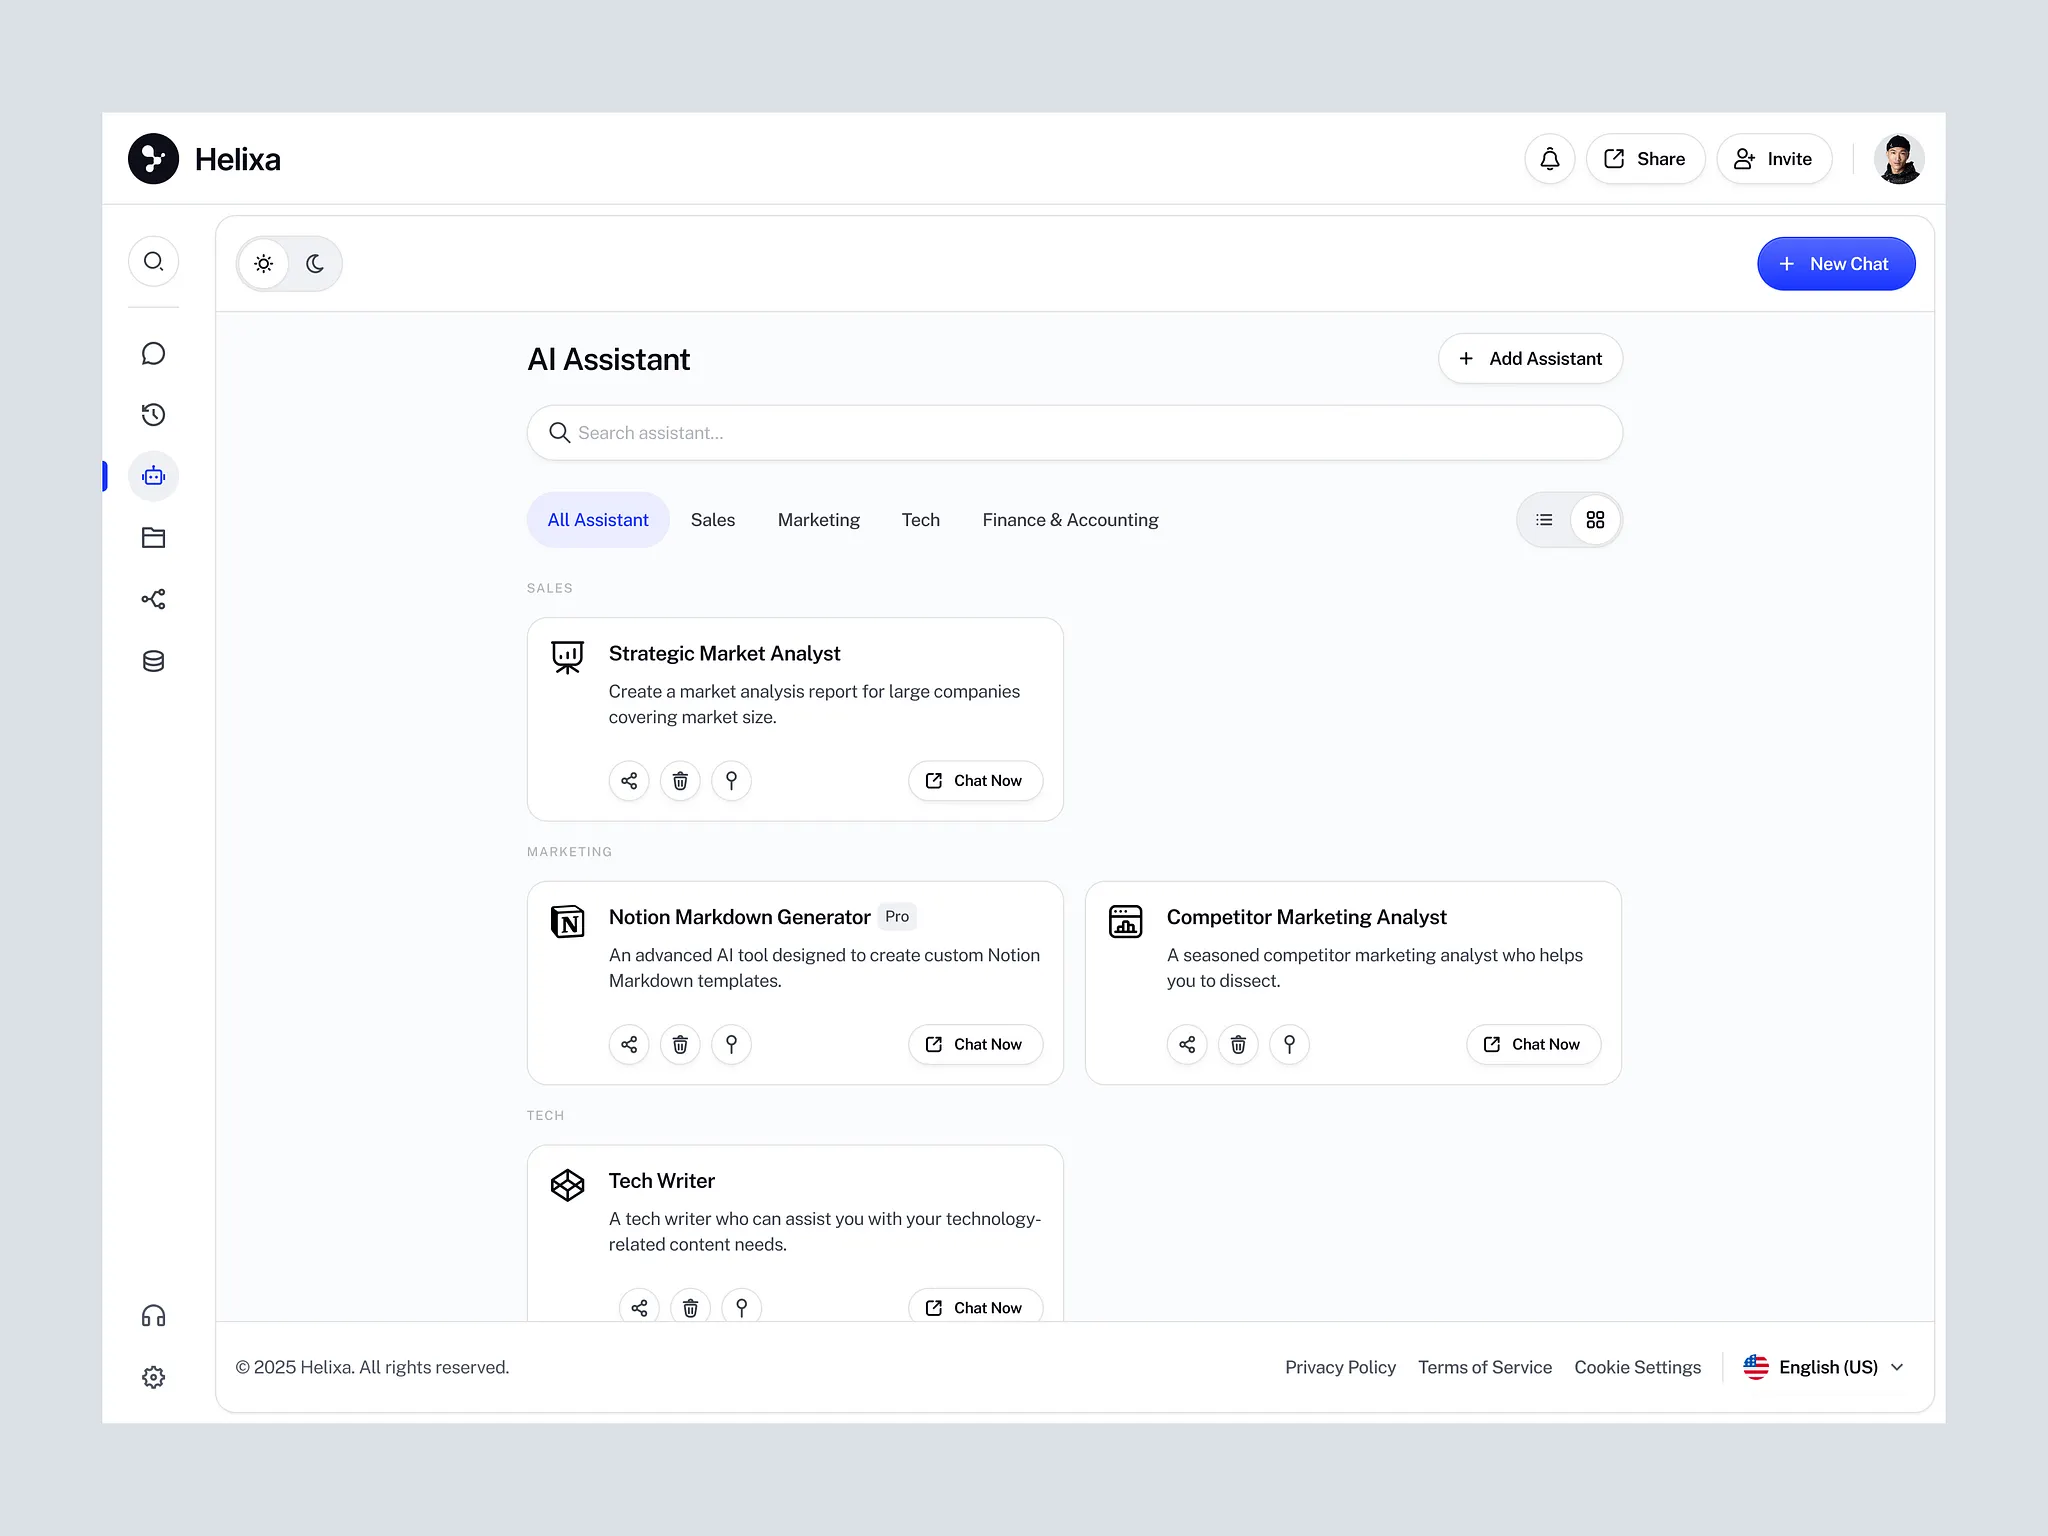 Helixa
Share
Invite
New Chat
AI Assistant
Add Assistant
Search assistant...
All Assistant
Sales
Marketing
Tech
Finance & Accounting
SALES
Strategic Market Analyst
Create a market analysis report for large companies
covering market size.
Chat Now
MARKETING
Notion Markdown Generator
Pro
An advanced AI tool designed to create custom Notion
Markdown templates.
Chat Now
Competitor Marketing Analyst
A seasoned competitor marketing analyst who helps
you to dissect.
Chat Now
TECH
Tech Writer
A tech writer who can assist you with your technology-
related content needs.
Chat Now
© 2025 Helixa. All rights reserved.
Privacy Policy
Terms of Service
Cookie Settings
English (US)